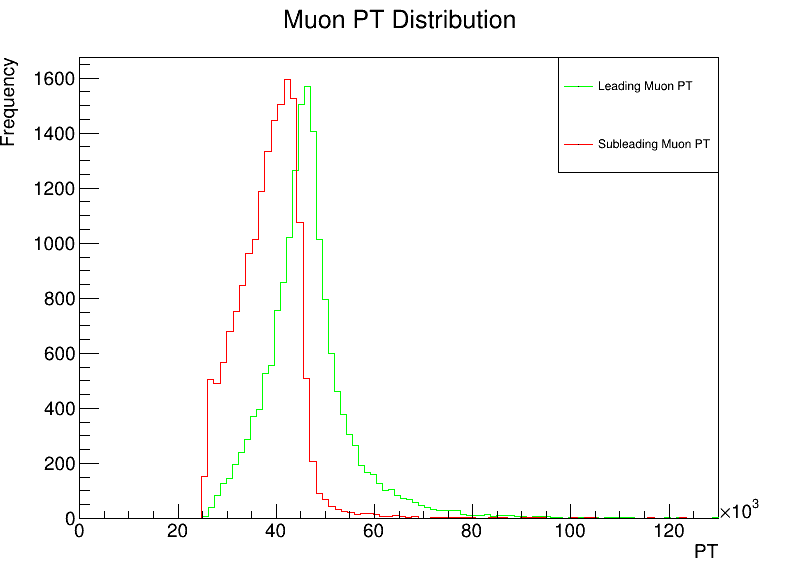 Muon PT Distribution
Frequency
1600
1400
1200
1000
800
600
400
200
0
Leading Muon PT
Subleading Muon PT
0 20 40 60 80 100 120
×10³
PT